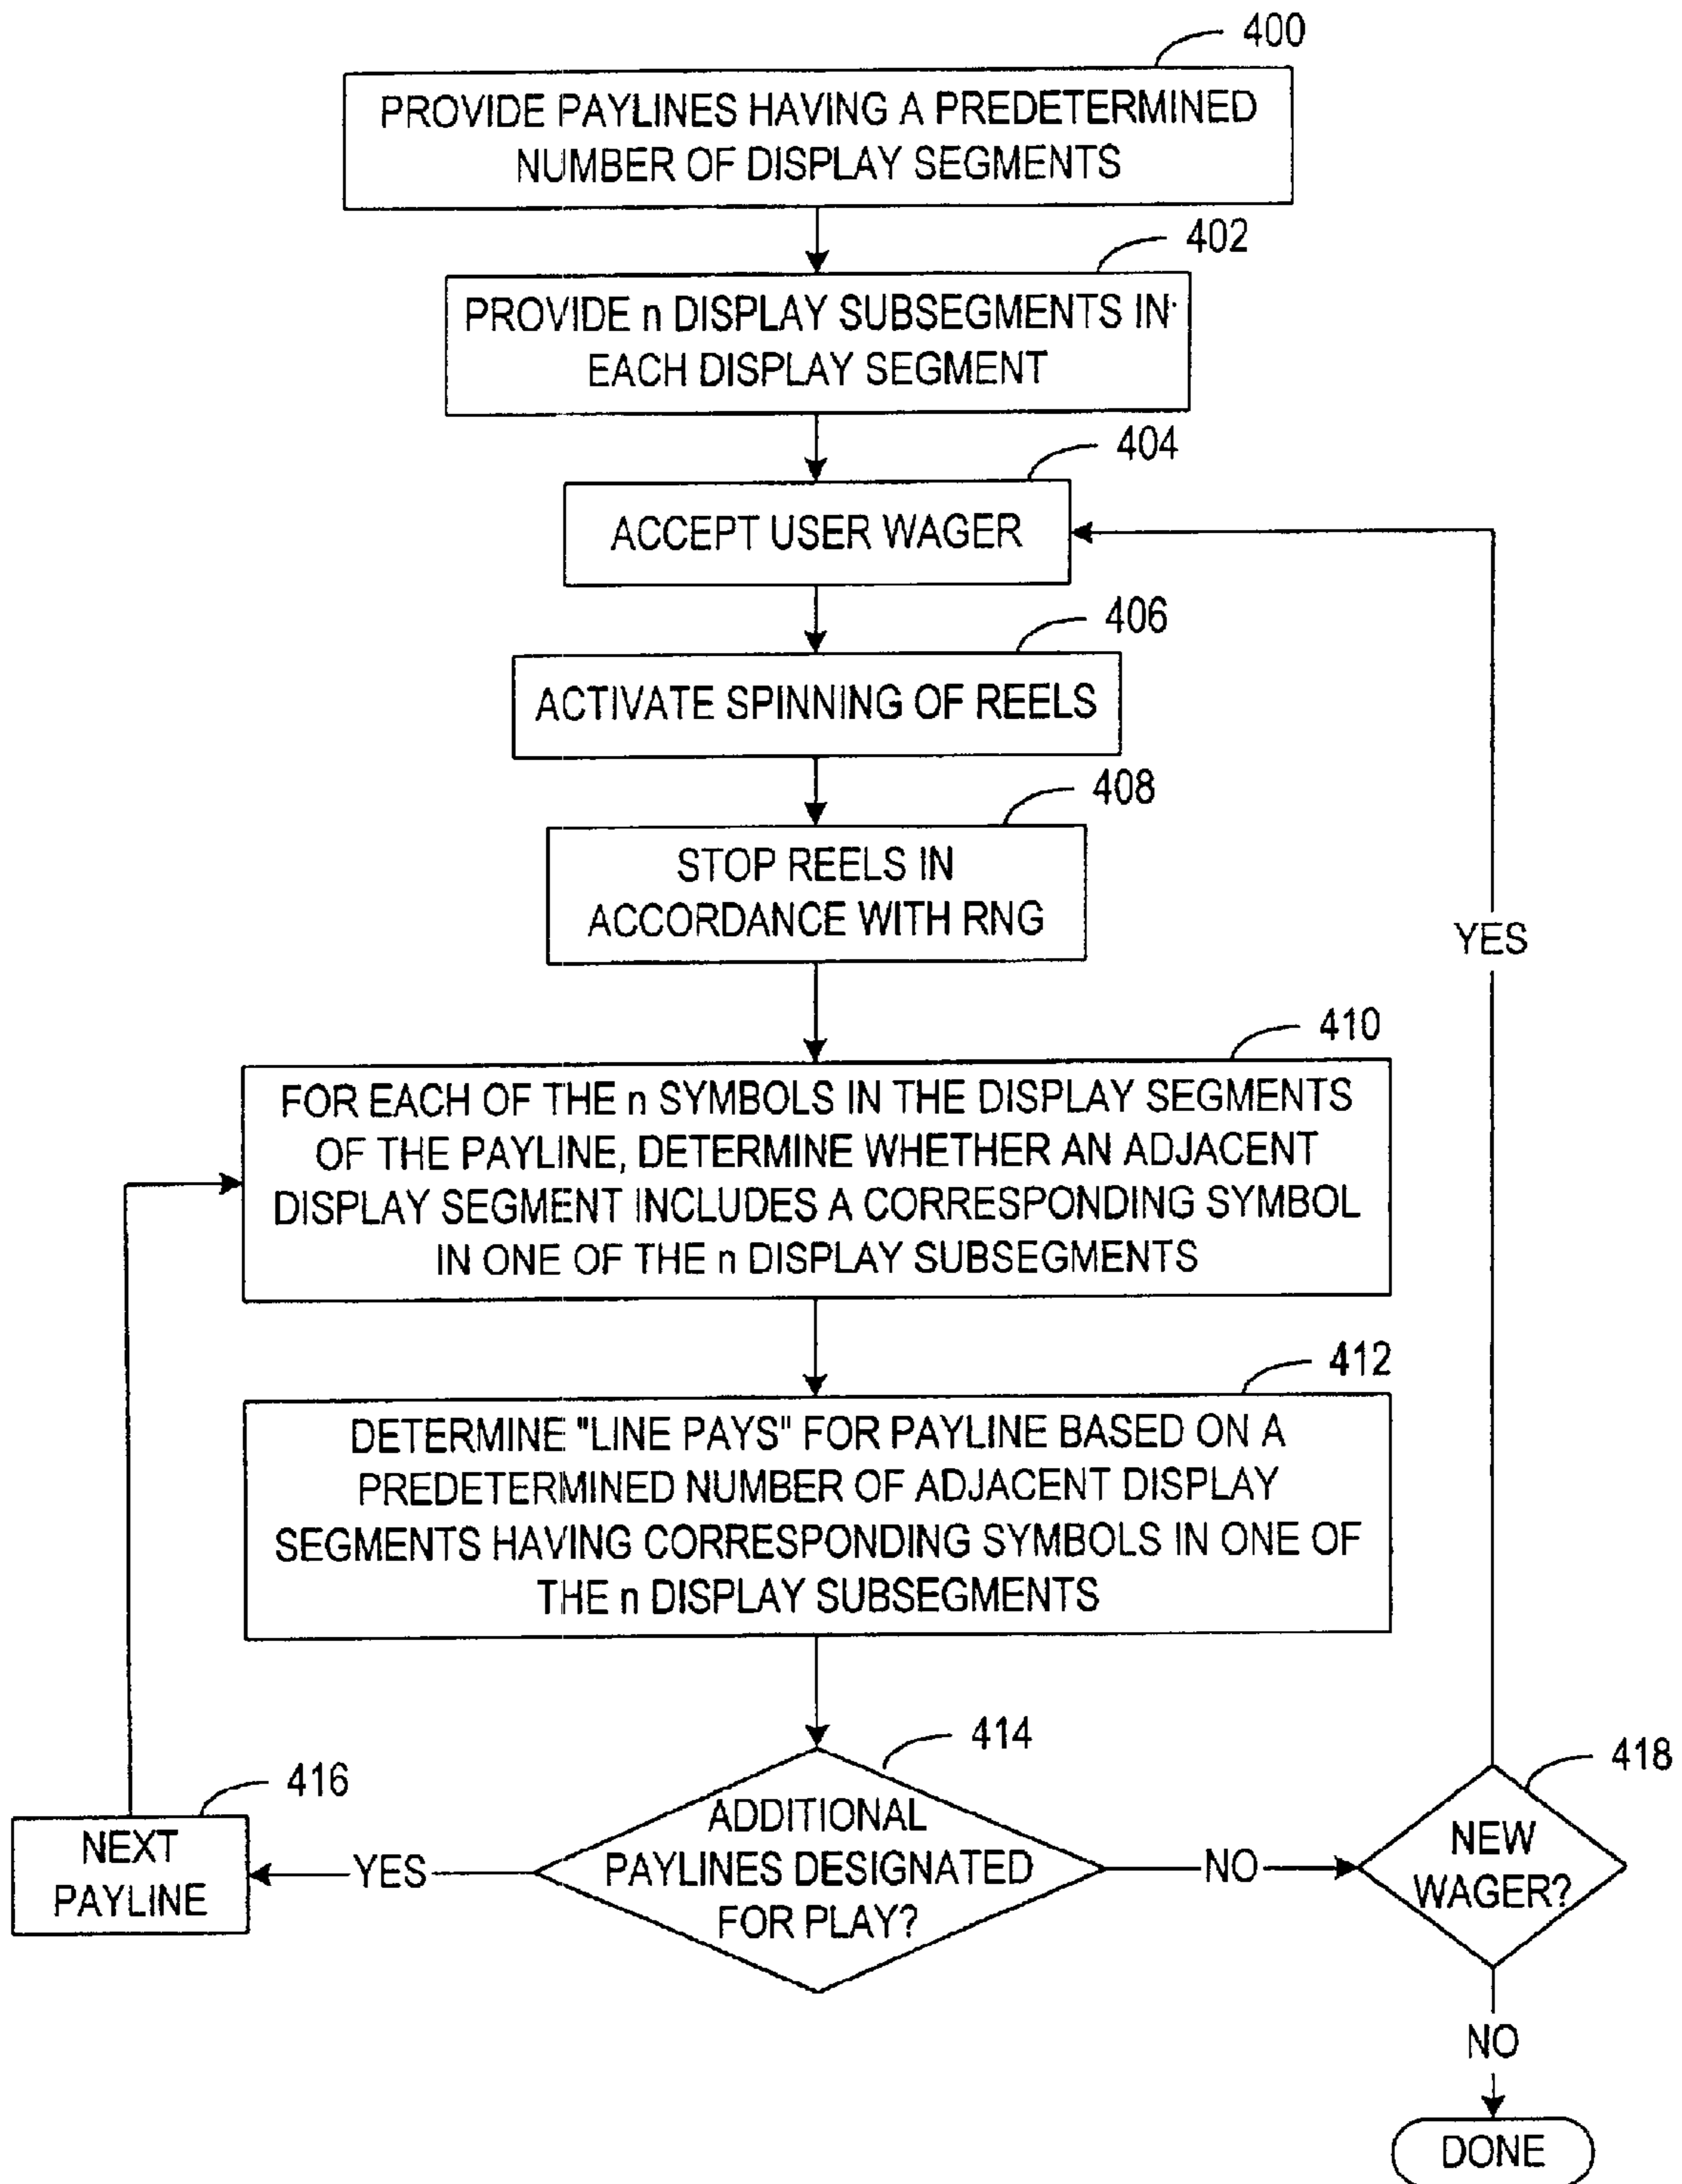 400
PROVIDE PAYLINES HAVING A PREDETERMINED
NUMBER OF DISPLAY SEGMENTS
402
PROVIDE n DISPLAY SUBSEGMENTS IN
EACH DISPLAY SEGMENT
404
ACCEPT USER WAGER
406
ACTIVATE SPINNING OF REELS
408
STOP REELS IN
ACCORDANCE WITH RNG
YES
410
FOR EACH OF THE n SYMBOLS IN THE DISPLAY SEGMENTS
OF THE PAYLINE, DETERMINE WHETHER AN ADJACENT
DISPLAY SEGMENT INCLUDES A CORRESPONDING SYMBOL
IN ONE OF THE n DISPLAY SUBSEGMENTS
412
DETERMINE "LINE PAYS" FOR PAYLINE BASED ON A
PREDETERMINED NUMBER OF ADJACENT DISPLAY
SEGMENTS HAVING CORRESPONDING SYMBOLS IN ONE OF
THE n DISPLAY SUBSEGMENTS
414
ADDITIONAL
PAYLINES DESIGNATED
FOR PLAY?
YES
416
NEXT
PAYLINE
NO
418
NEW
WAGER?
NO
DONE